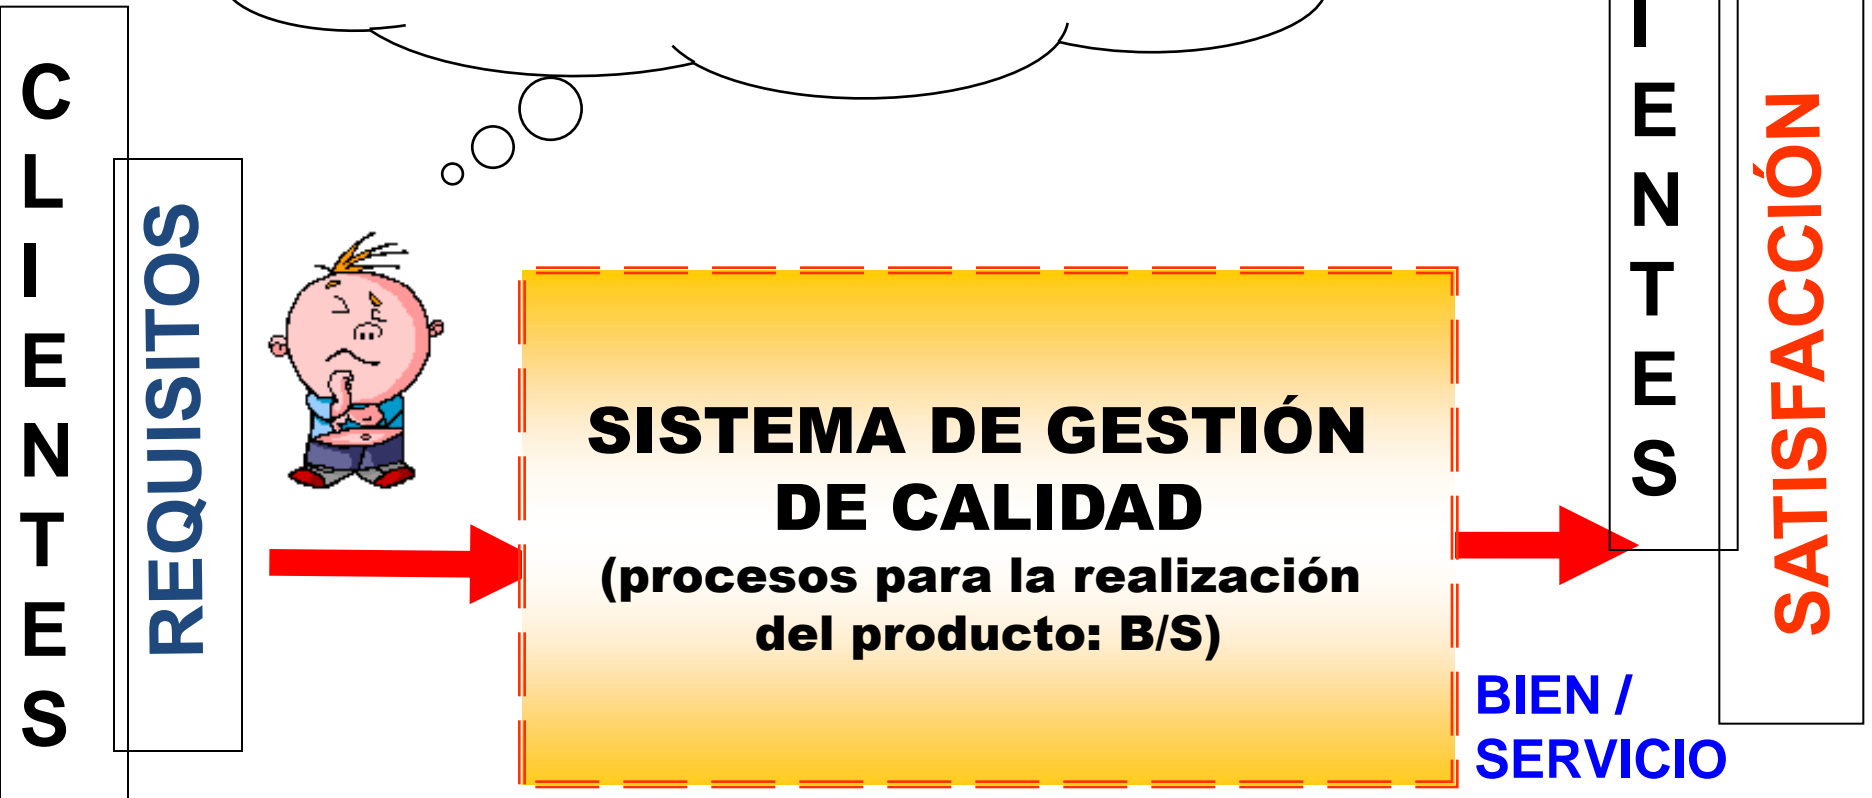 CLIENTES
REQUISITOS
SISTEMA DE GESTIÓN
DE CALIDAD
(procesos para la realización
del producto: B/S)
BIEN /
SERVICIO
IENTES
SATISFACCIÓN